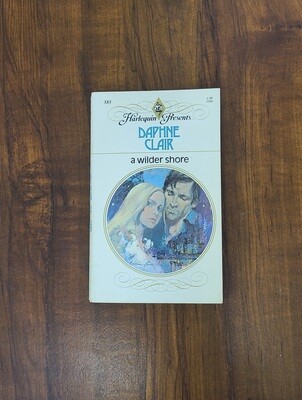 Harlequin Presents
DAPHNE
CLAIR
a wilder shore